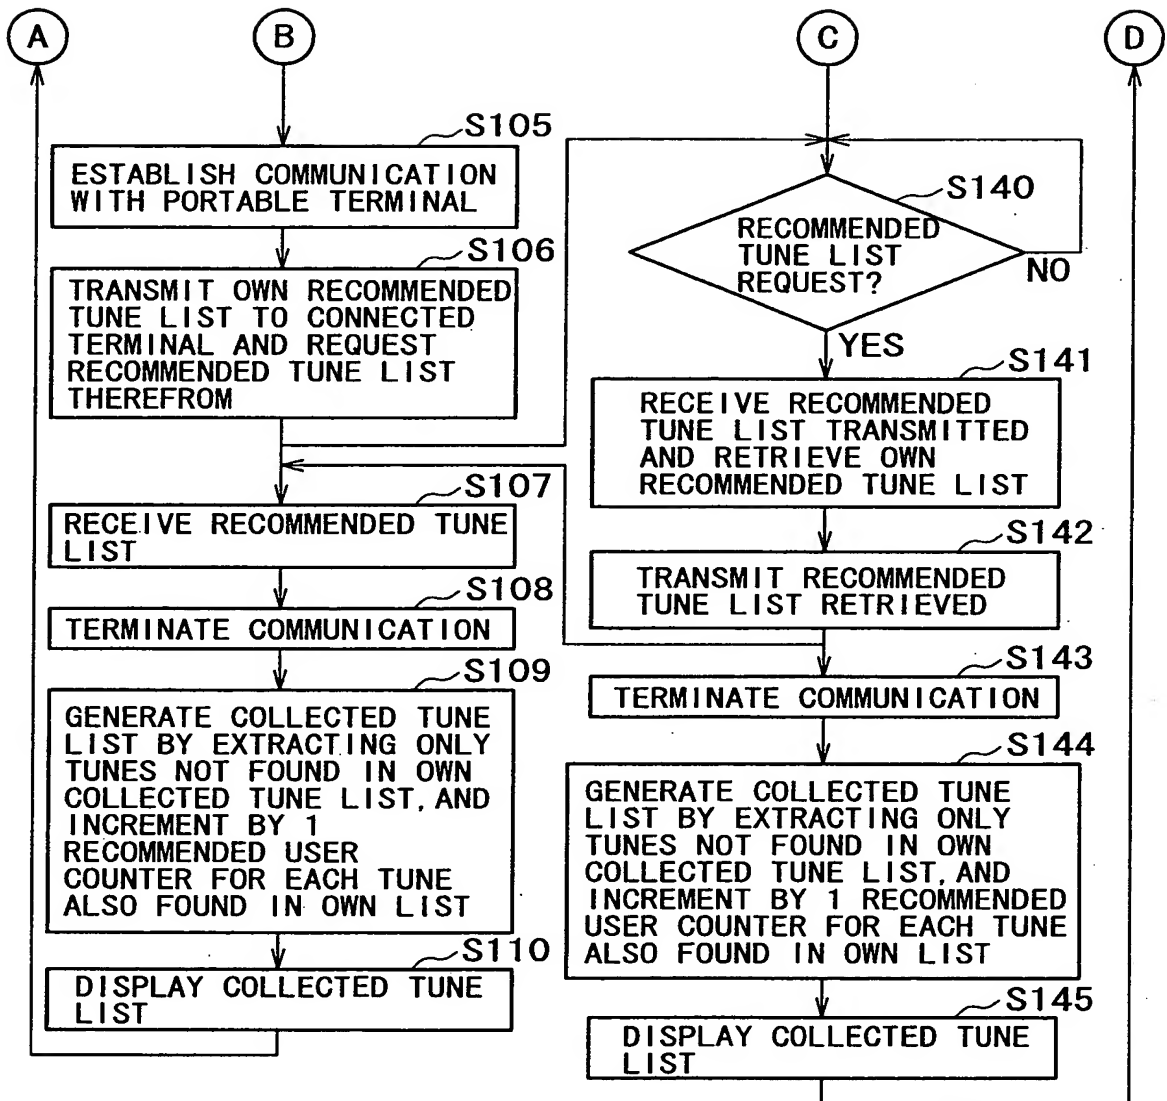 A
B
C
D
S105
ESTABLISH COMMUNICATION
WITH PORTABLE TERMINAL
S106
TRANSMIT OWN RECOMMENDED
TUNE LIST TO CONNECTED
TERMINAL AND REQUEST
RECOMMENDED TUNE LIST
THEREFROM
S107
RECEIVE RECOMMENDED TUNE
LIST
S108
TERMINATE COMMUNICATION
S109
GENERATE COLLECTED TUNE
LIST BY EXTRACTING ONLY
TUNES NOT FOUND IN OWN
COLLECTED TUNE LIST, AND
INCREMENT BY 1
RECOMMENDED USER
COUNTER FOR EACH TUNE
ALSO FOUND IN OWN LIST
S110
DISPLAY COLLECTED TUNE
LIST
S140
RECOMMENDED
TUNE LIST
REQUEST?
NO
YES
S141
RECEIVE RECOMMENDED
TUNE LIST TRANSMITTED
AND RETRIEVE OWN
RECOMMENDED TUNE LIST
S142
TRANSMIT RECOMMENDED
TUNE LIST RETRIEVED
S143
TERMINATE COMMUNICATION
S144
GENERATE COLLECTED TUNE
LIST BY EXTRACTING ONLY
TUNES NOT FOUND IN OWN
COLLECTED TUNE LIST, AND
INCREMENT BY 1 RECOMMENDED
USER COUNTER FOR EACH TUNE
ALSO FOUND IN OWN LIST
S145
DISPLAY COLLECTED TUNE
LIST